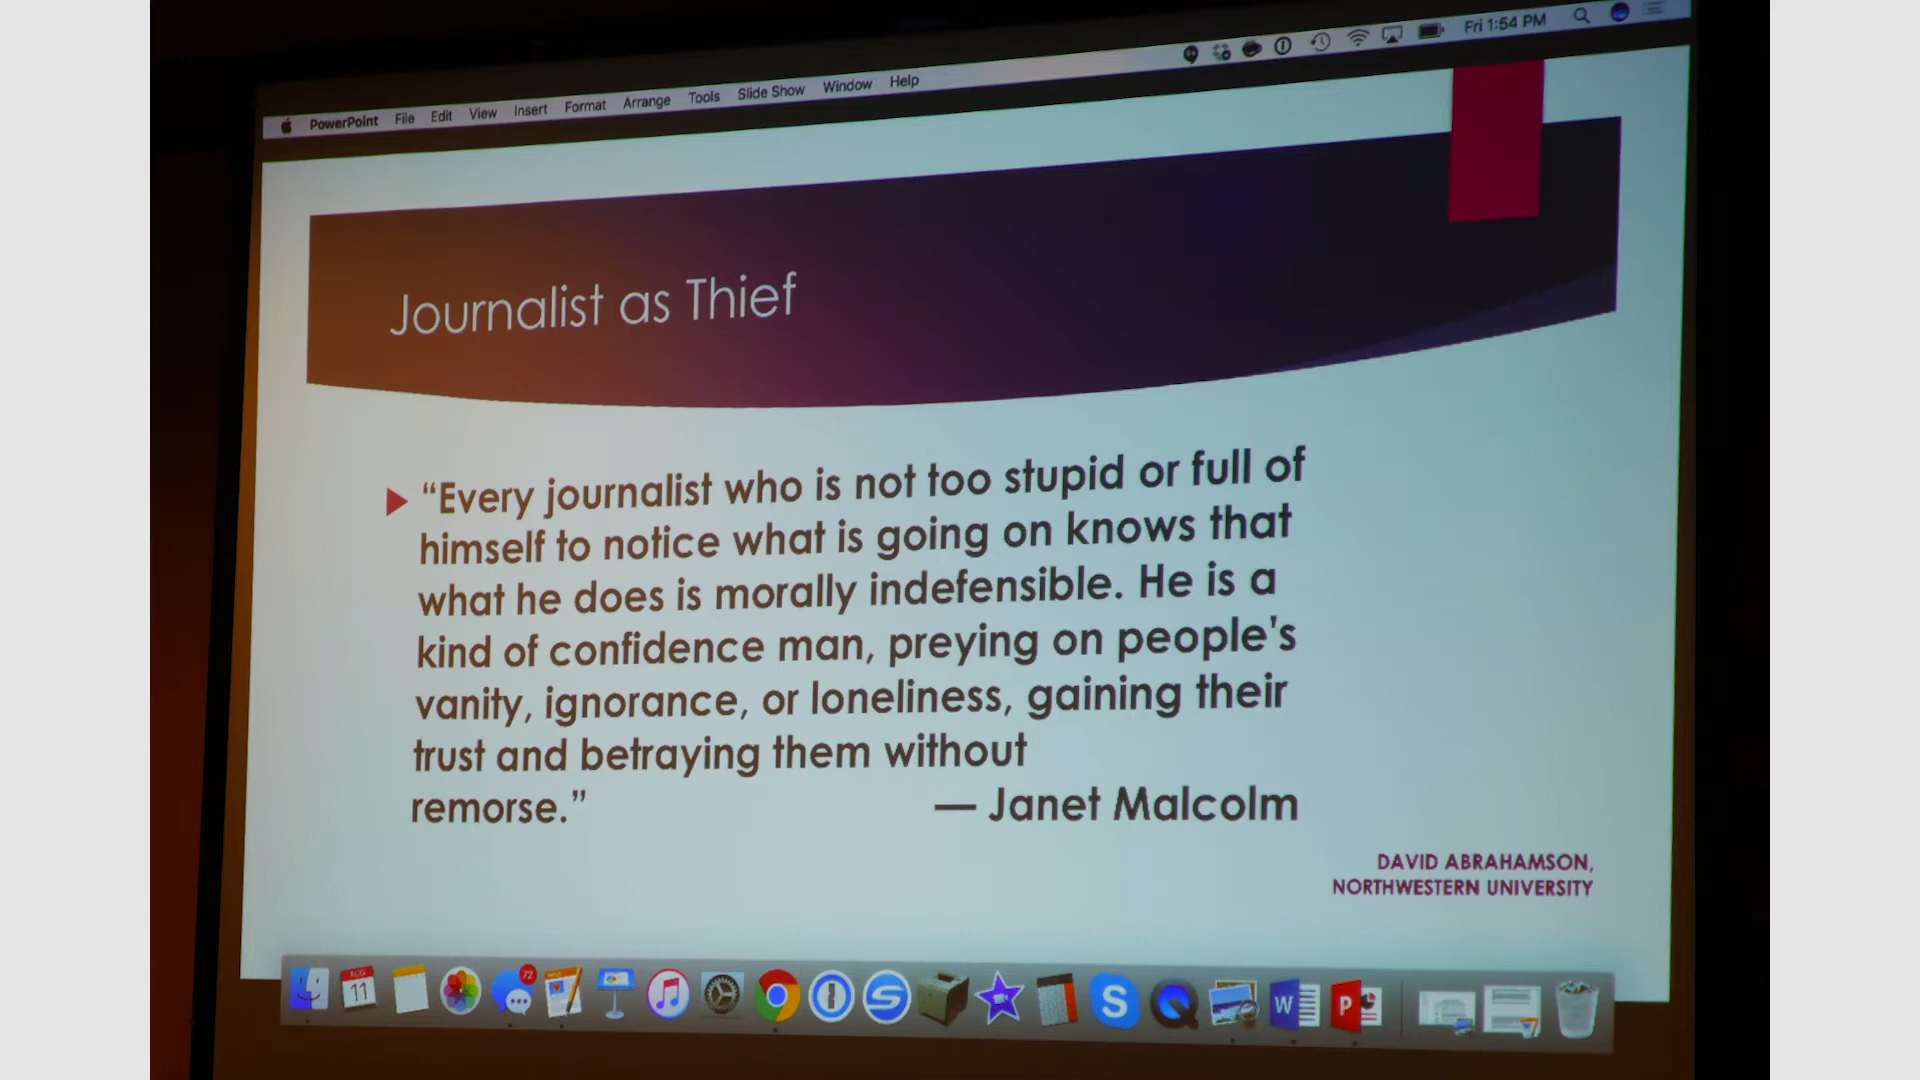 PowerPoint File Edit View Insert Format Arrange Tools Slide Show Window Help Fri 1:54 PM
Journalist as Thief
“Every journalist who is not too stupid or full of
himself to notice what is going on knows that
what he does is morally indefensible. He is a
kind of confidence man, preying on people's
vanity, ignorance, or loneliness, gaining their
trust and betraying them without
remorse.” — Janet Malcolm
DAVID ABRAHAMSON,
NORTHWESTERN UNIVERSITY
AUG
11
72
S
S
W
P